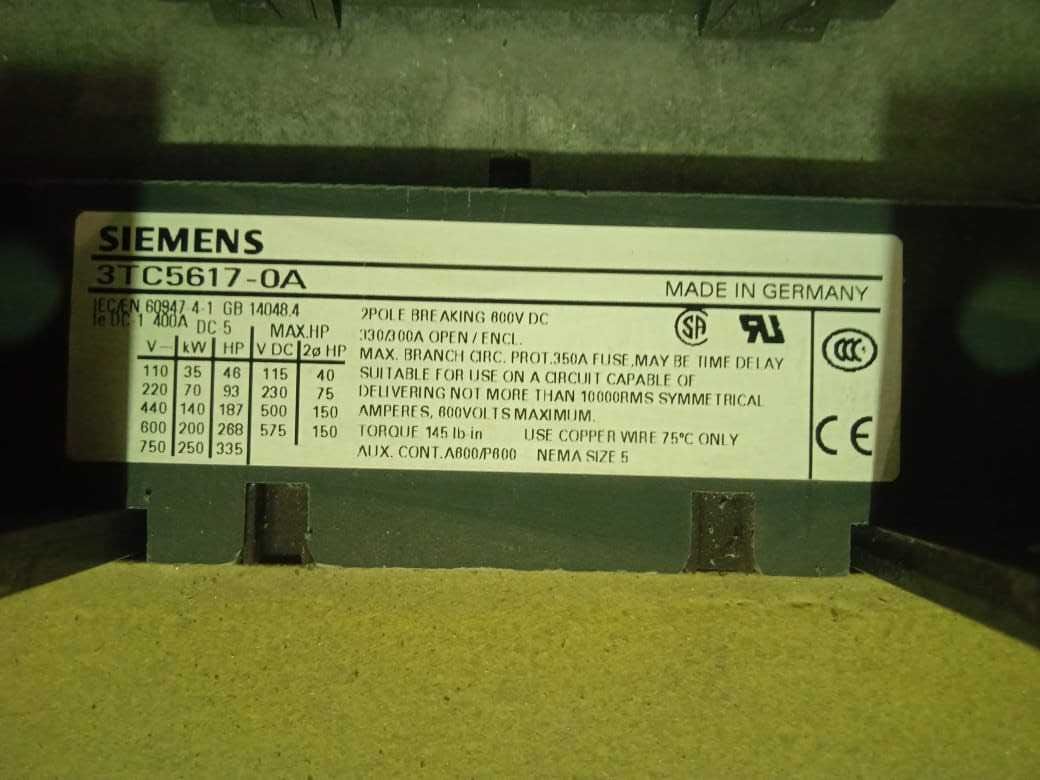 SIEMENS
3TC5617-0A
MADE IN GERMANY
IEC/EN 60947-4-1 GB 14048.4
Ie DC-1 400A DC 5
MAX.HP
V kW HP V DC 2ø HP
110 35 46 115 40
220 70 93 230 75
440 140 187 500 150
600 200 268 575 150
750 250 335
2POLE BREAKING 600V DC
330/300A OPEN / ENCL.
MAX. BRANCH CIRC. PROT.350A FUSE,MAY BE TIME DELAY
SUITABLE FOR USE ON A CIRCUIT CAPABLE OF
DELIVERING NOT MORE THAN 10000RMS SYMMETRICAL
AMPERES, 600VOLTS MAXIMUM.
TORQUE 145 lb in USE COPPER WIRE 75°C ONLY
AUX. CONT.A600/P600 NEMA SIZE 5
SA
CCC
CE